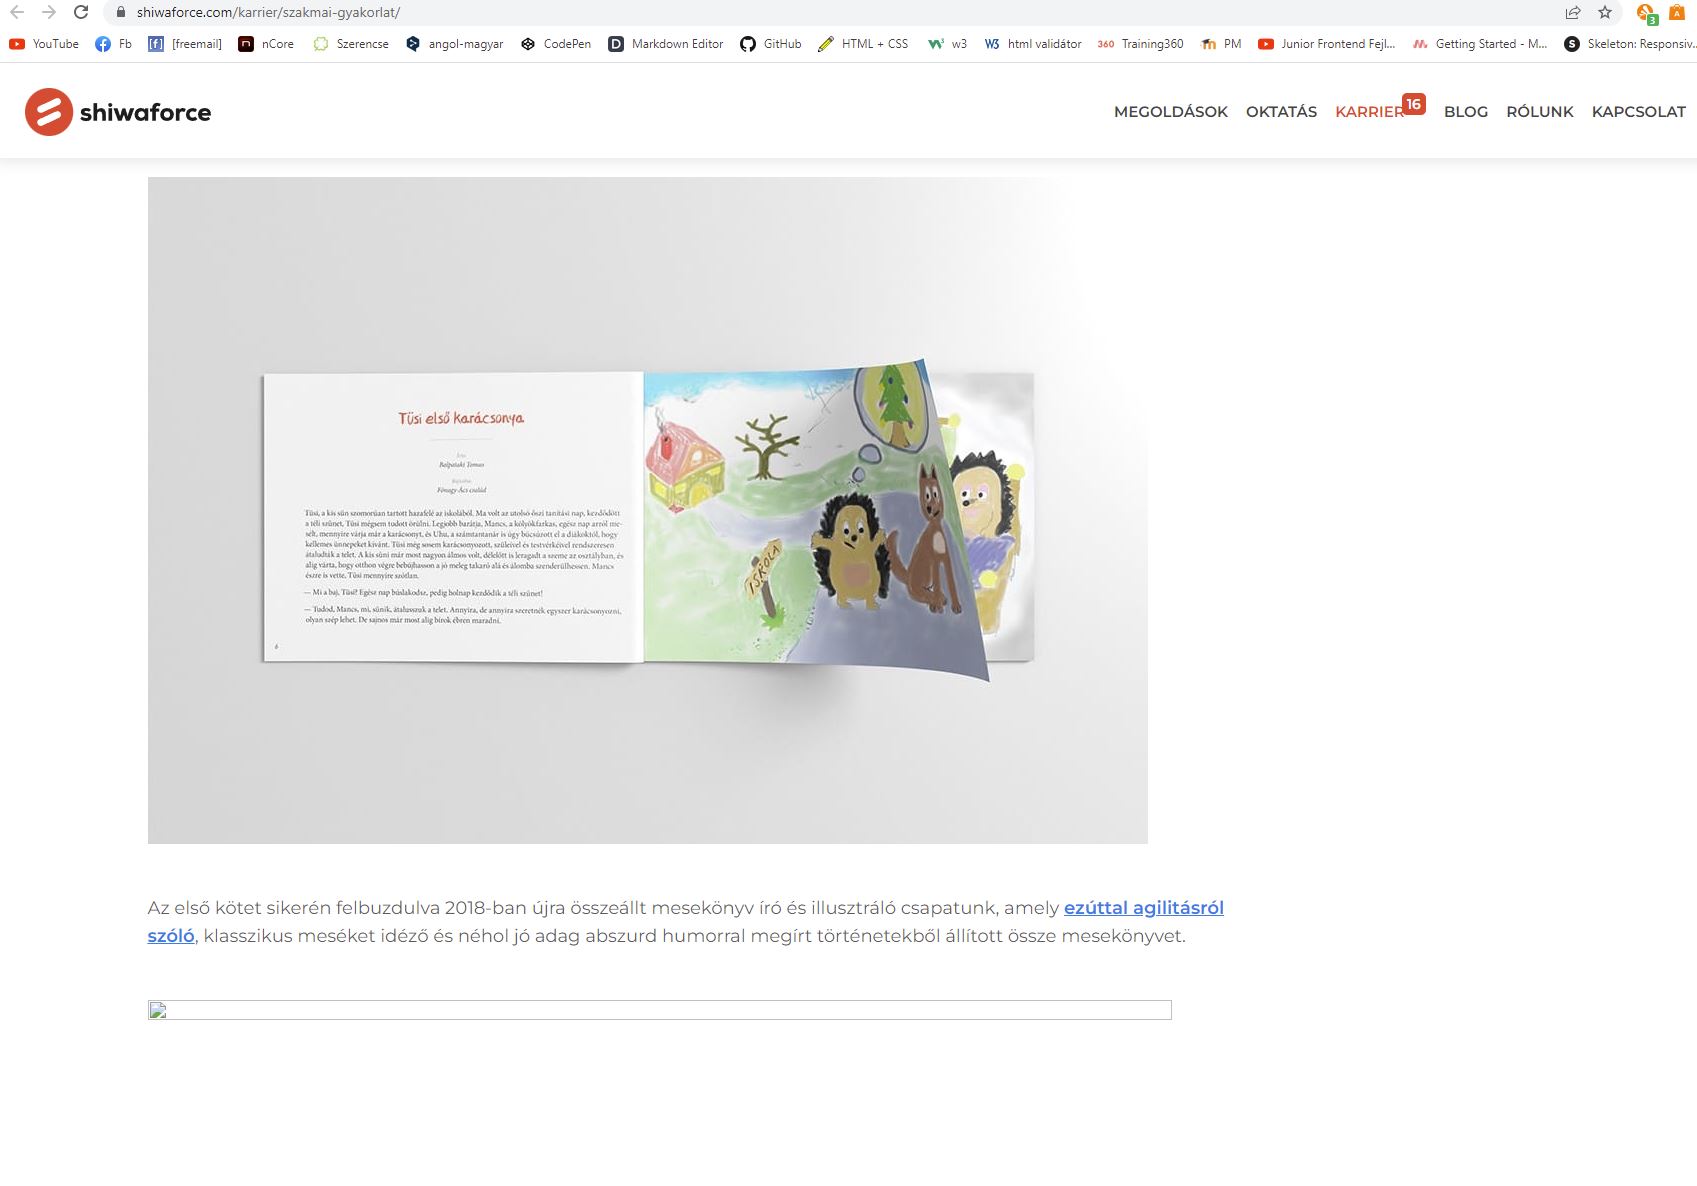 shiwaforce.com/karrier/szakmai-gyakorlat/
3
A
YouTube Fb [f] [freemail] n nCore Szerencse angol-magyar CodePen D Markdown Editor GitHub HTML + CSS w3 W3 html validátor 360 Training360 PM Junior Frontend Fejl... Getting Started - M... S Skeleton: Responsiv...
shiwaforce
MEGOLDÁSOK OKTATÁS KARRIER 16 BLOG RÓLUNK KAPCSOLAT
Tüsi első karácsonya
Írta
Rajzolta
Fónagy-Ács család
Tüsi, a kis sün szomorúan tartott hazafelé az iskolából. Ma volt az utolsó őszi tanítási nap, kezdődött
a téli szünet, Tüsi mégsem tudott örülni. Legjobb barátja, Mancs, a kölyökfarkas, egész nap arról me-
sélt, mennyire várja már a karácsonyt, és Uhu, a számtantanár is úgy búcsúzott el a diákoktól, hogy
kellemes ünnepeket kívánt. Tüsi még sosem karácsonyozott, szüleivel és testvérkéivel rendszeresen
átaludták a telet. A kis süni már most nagyon álmos volt, délelőtt is leragadt a szeme az osztályban, és
alig várta, hogy otthon végre bebújhasson a jó meleg takaró alá és álomba szenderülhessen. Mancs
észre is vette, Tüsi mennyire szótlan.
— Mi a baj, Tüsi? Egész nap búslakodsz, pedig holnap kezdődik a téli szünet!
— Tudod, Mancs, mi, sünik, átalusszuk a telet. Annyira, de annyira szeretnék egyszer karácsonyozni,
olyan szép lehet. De sajnos már most alig bírok ébren maradni.
6
ISKOLA
Az első kötet sikerén felbuzdulva 2018-ban újra összeállt mesekönyv író és illusztráló csapatunk, amely ezúttal agilitásról
szóló, klasszikus meséket idéző és néhol jó adag abszurd humorral megírt történetekből állított össze mesekönyvet.